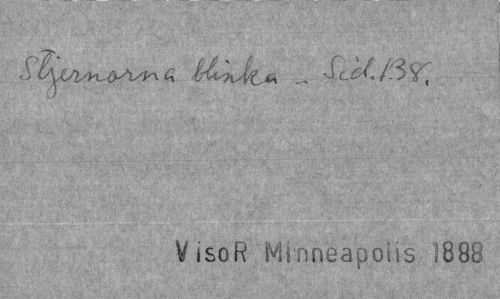 Stjernorna blinka - Sid. 138.
VisoR Minneapolis 1888